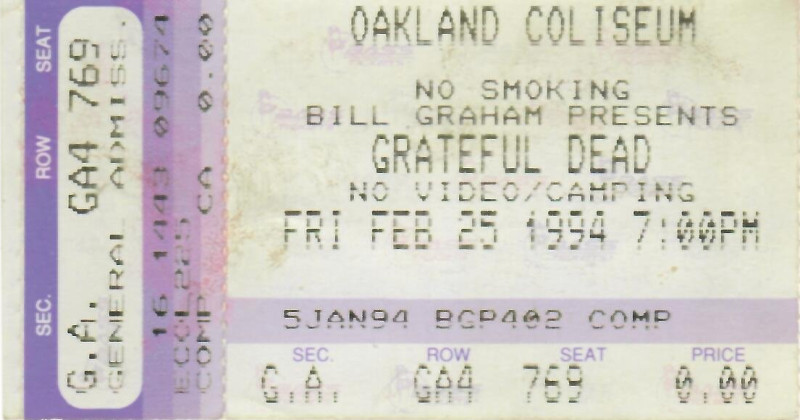 SEC. ROW SEAT
G.A. GA4 769
GENERAL ADMISS.
16 1443 09674
ECCL225
COMP CA 0.00
OAKLAND COLISEUM
NO SMOKING
BILL GRAHAM PRESENTS
GRATEFUL DEAD
NO VIDEO/CAMPING
FRI FEB 25 1994 7:00PM
5JAN94 BGP402 COMP
SEC. ROW SEAT PRICE
G.A. GA4 769 0.00